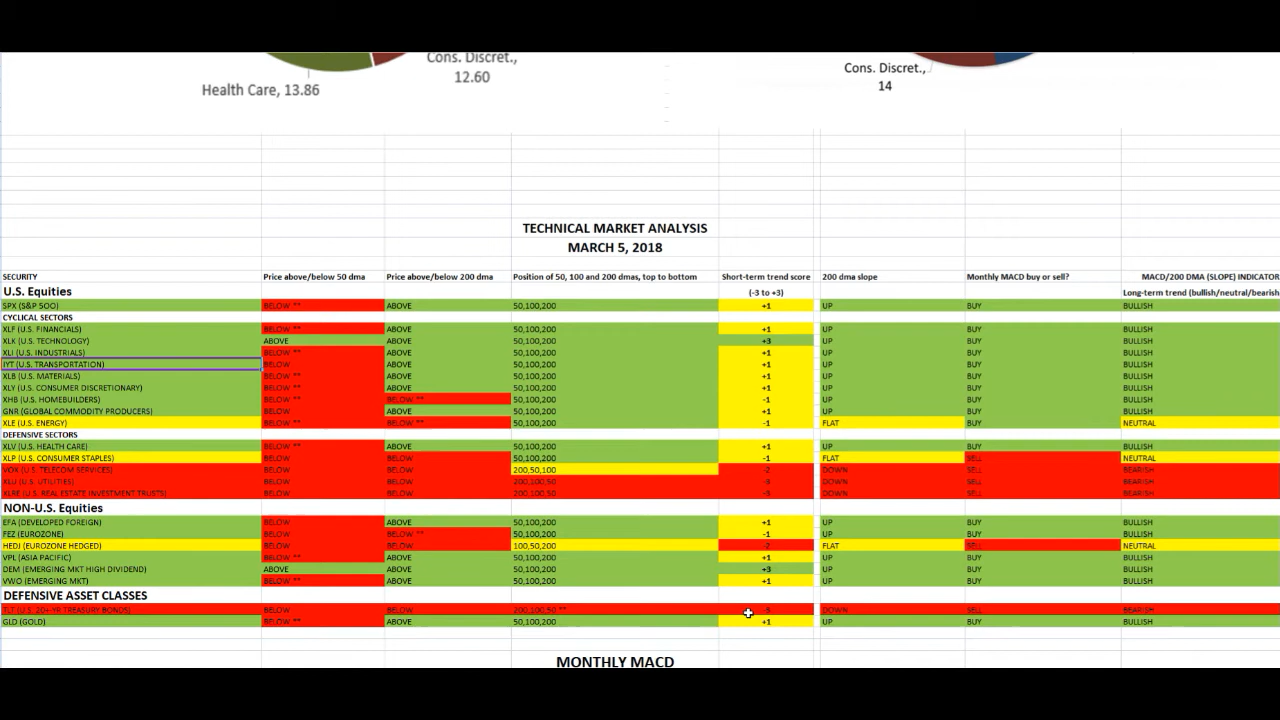 Cons. Discret.,
12.60
Health Care, 13.86
Cons. Discret.,
14
TECHNICAL MARKET ANALYSIS
MARCH 5, 2018
SECURITY Price above/below 50 dma Price above/below 200 dma Position of 50, 100 and 200 dmas, top to bottom Short-term trend score 200 dma slope Monthly MACD buy or sell? MACD/200 DMA (SLOPE) INDICATOR
U.S. Equities (-3 to +3) Long-term trend (bullish/neutral/bearish
SPX (S&P 500) BELOW ** ABOVE 50,100,200 +1 UP BUY BULLISH
CYCLICAL SECTORS
XLF (U.S. FINANCIALS) BELOW ** ABOVE 50,100,200 +1 UP BUY BULLISH
XLK (U.S. TECHNOLOGY) ABOVE ABOVE 50,100,200 +3 UP BUY BULLISH
XLI (U.S. INDUSTRIALS) BELOW ** ABOVE 50,100,200 +1 UP BUY BULLISH
IYT (U.S. TRANSPORTATION) BELOW ABOVE 50,100,200 +1 UP BUY BULLISH
XLB (U.S. MATERIALS) BELOW ** ABOVE 50,100,200 +1 UP BUY BULLISH
XLY (U.S. CONSUMER DISCRETIONARY) BELOW ** ABOVE 50,100,200 +1 UP BUY BULLISH
XHB (U.S. HOMEBUILDERS) BELOW ** BELOW ** 50,100,200 -1 UP BUY BULLISH
GNR (GLOBAL COMMODITY PRODUCERS) BELOW ABOVE 50,100,200 +1 UP BUY BULLISH
XLE (U.S. ENERGY) BELOW ** BELOW ** 50,100,200 -1 FLAT BUY NEUTRAL
DEFENSIVE SECTORS
XLV (U.S. HEALTH CARE) BELOW ** ABOVE 50,100,200 +1 UP BUY BULLISH
XLP (U.S. CONSUMER STAPLES) BELOW BELOW 50,100,200 -1 FLAT SELL NEUTRAL
VOX (U.S. TELECOM SERVICES) BELOW BELOW 200,50,100 -2 DOWN SELL BEARISH
XLU (U.S. UTILITIES) BELOW BELOW 200,100,50 -3 DOWN SELL BEARISH
XLRE (U.S. REAL ESTATE INVESTMENT TRUSTS) BELOW BELOW 200,100,50 -3 DOWN SELL BEARISH
NON-U.S. Equities
EFA (DEVELOPED FOREIGN) BELOW ABOVE 50,100,200 +1 UP BUY BULLISH
FEZ (EUROZONE) BELOW BELOW ** 50,100,200 -1 UP BUY BULLISH
HEDJ (EUROZONE HEDGED) BELOW BELOW 100,50,200 -2 FLAT SELL NEUTRAL
VPL (ASIA PACIFIC) BELOW ** ABOVE 50,100,200 +1 UP BUY BULLISH
DEM (EMERGING MKT HIGH DIVIDEND) ABOVE ABOVE 50,100,200 +3 UP BUY BULLISH
VWO (EMERGING MKT) BELOW ** ABOVE 50,100,200 +1 UP BUY BULLISH
DEFENSIVE ASSET CLASSES
TLT (U.S. 20+-YR TREASURY BONDS) BELOW BELOW 200,100,50 ** -3 DOWN SELL BEARISH
GLD (GOLD) BELOW ** ABOVE 50,100,200 +1 UP BUY BULLISH
MONTHLY MACD